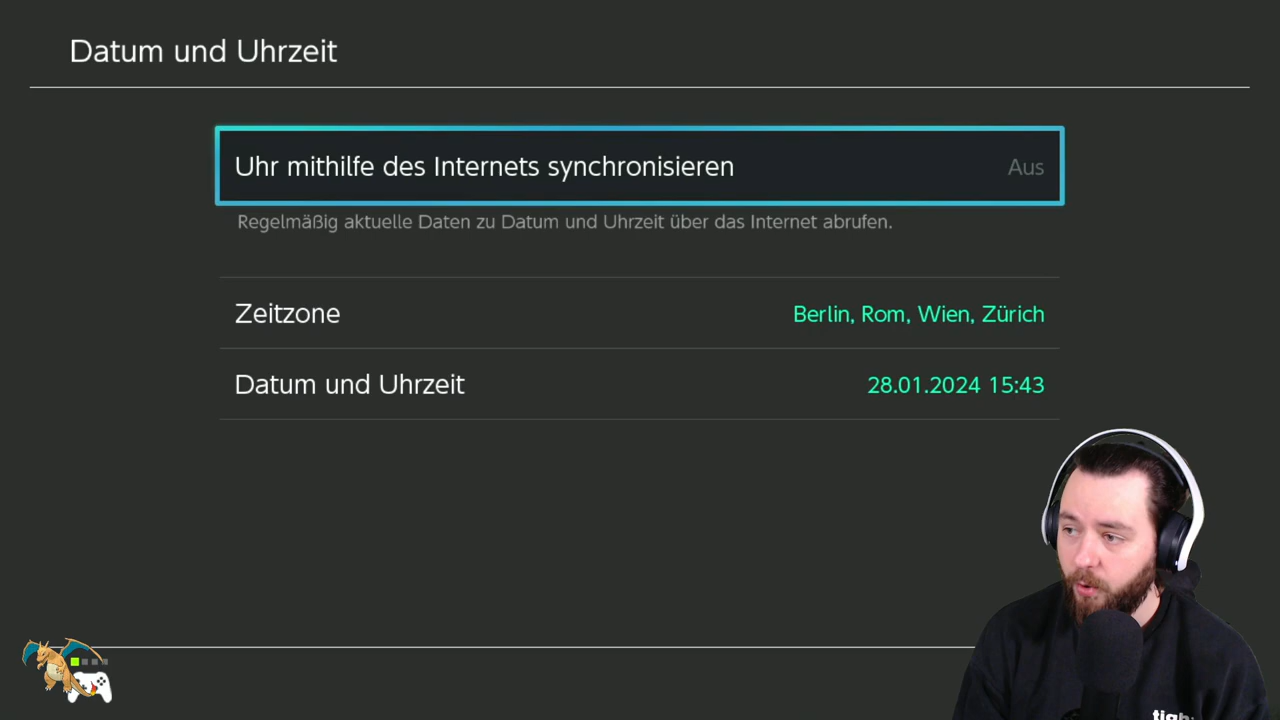 Datum und Uhrzeit
Uhr mithilfe des Internets synchronisieren Aus
Regelmäßig aktuelle Daten zu Datum und Uhrzeit über das Internet abrufen.
Zeitzone Berlin, Rom, Wien, Zürich
Datum und Uhrzeit 28.01.2024 15:43